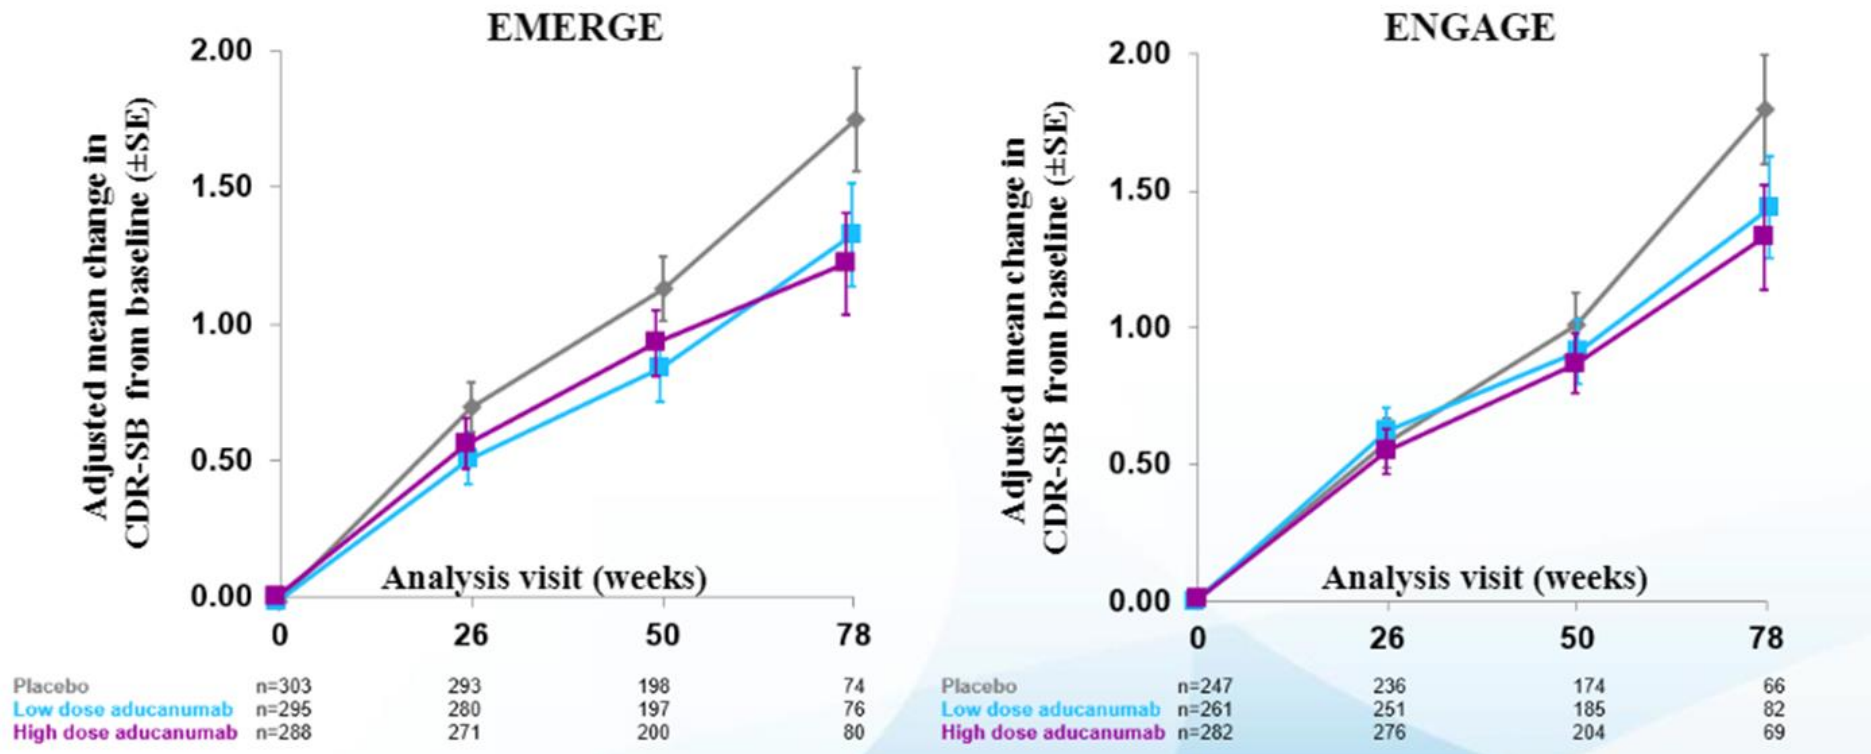 EMERGE
2.00
1.50
1.00
0.50
0.00
Adjusted mean change in
CDR-SB from baseline (±SE)
Analysis visit (weeks)
0 26 50 78
Placebo n=303 293 198 74
Low dose aducanumab n=295 280 197 76
High dose aducanumab n=288 271 200 80
ENGAGE
2.00
1.50
1.00
0.50
0.00
Adjusted mean change in
CDR-SB from baseline (±SE)
Analysis visit (weeks)
0 26 50 78
Placebo n=247 236 174 66
Low dose aducanumab n=261 251 185 82
High dose aducanumab n=282 276 204 69